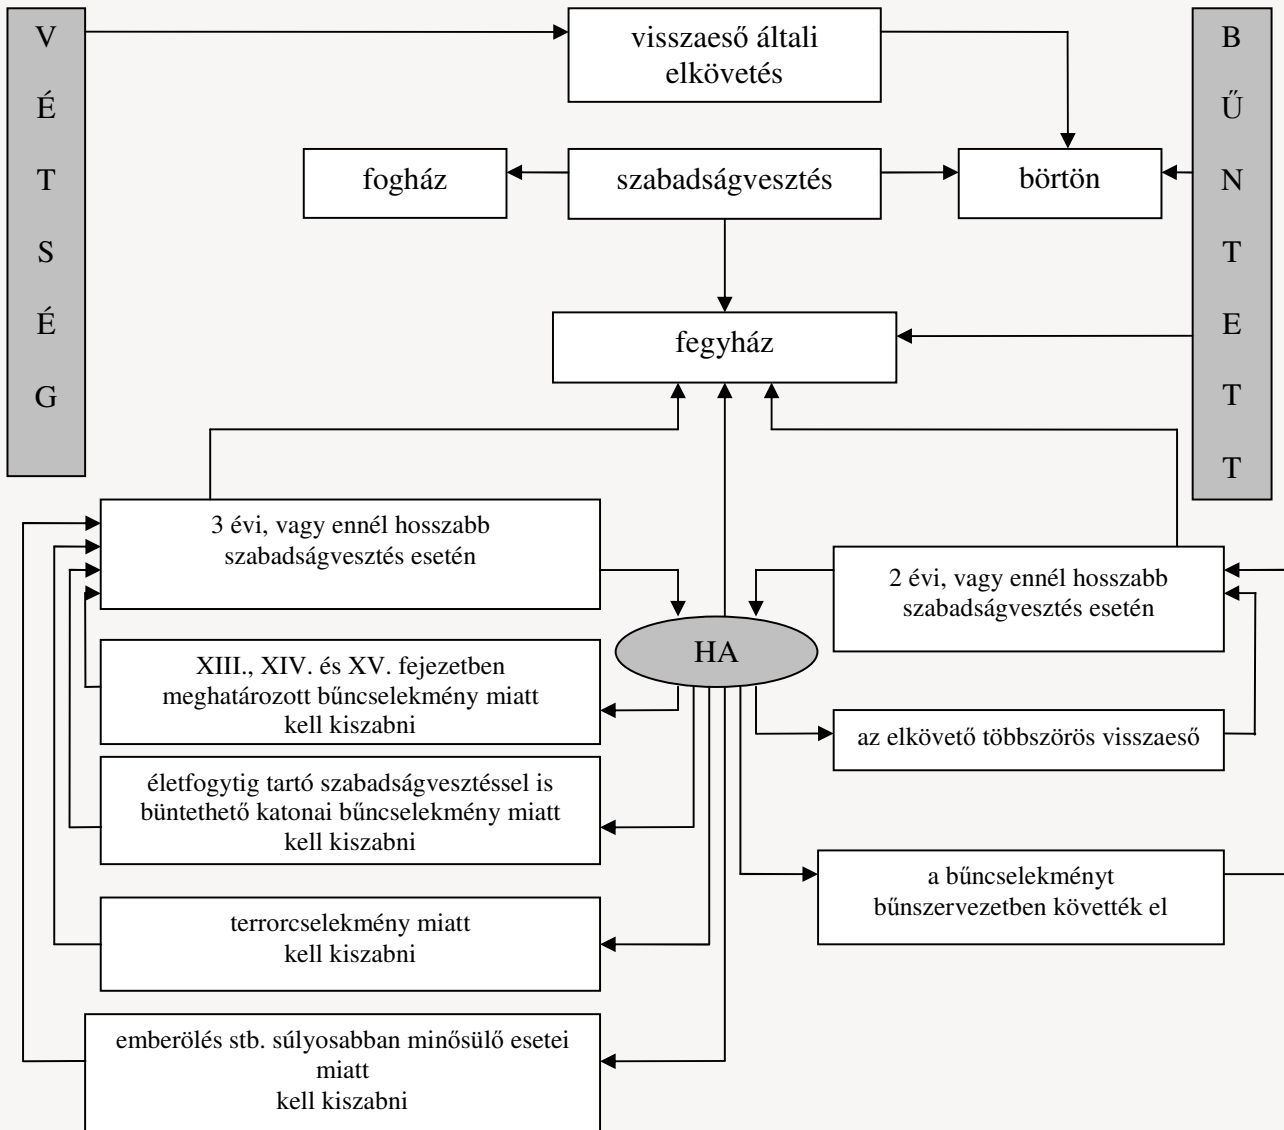 V
É
T
S
É
G
visszaeső általi
elkövetés
B
Ű
N
T
E
T
T
fogház
szabadságvesztés
börtön
fegyház
3 évi, vagy ennél hosszabb
szabadságvesztés esetén
2 évi, vagy ennél hosszabb
szabadságvesztés esetén
HA
XIII., XIV. és XV. fejezetben
meghatározott bűncselekmény miatt
kell kiszabni
az elkövető többszörös visszaeső
életfogytig tartó szabadságvesztéssel is
büntethető katonai bűncselekmény miatt
kell kiszabni
a bűncselekményt
bűnszervezetben követték el
terrorcselekmény miatt
kell kiszabni
emberölés stb. súlyosabban minősülő esetei
miatt
kell kiszabni